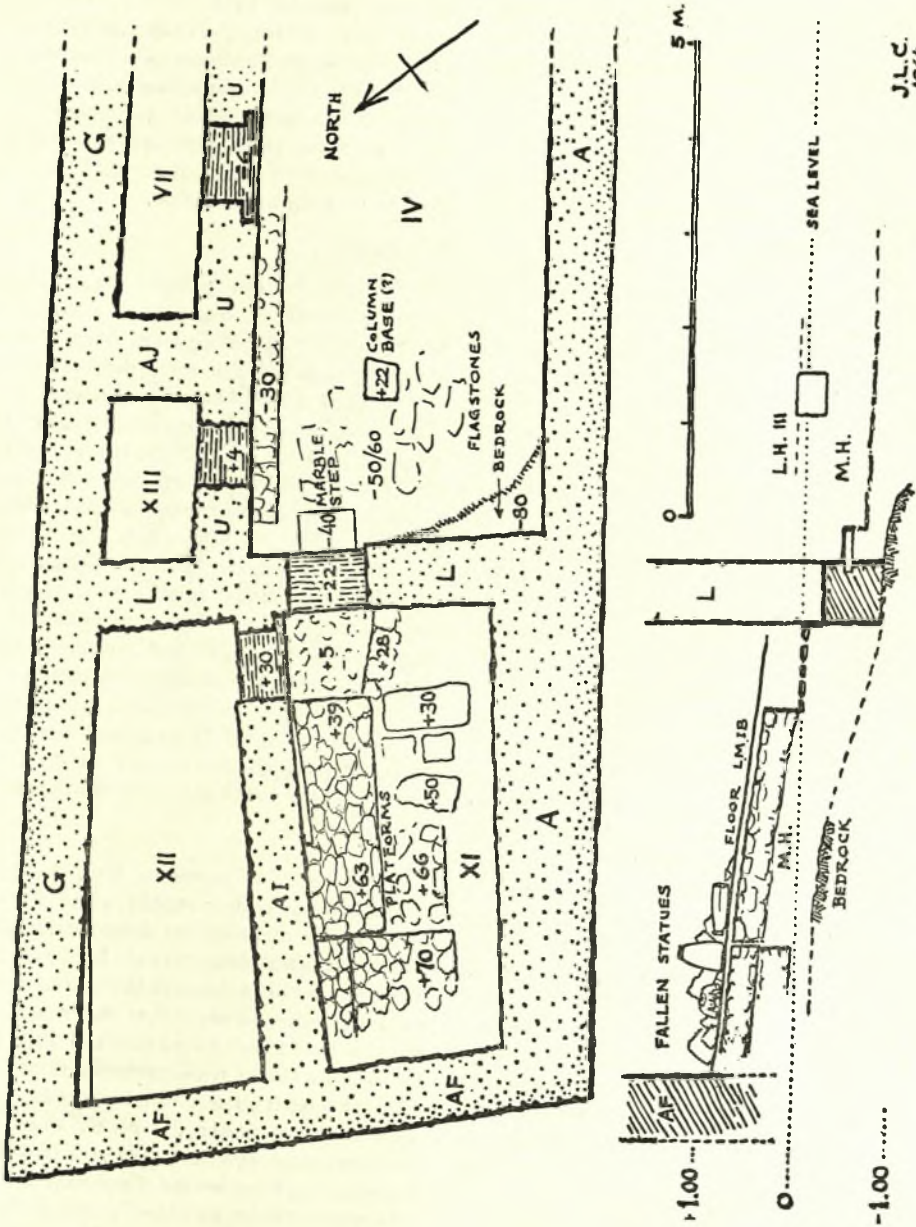 G
G
VII
AJ
XIII
XII
L
U
U
U
-6
+4
-30
NORTH
IV
MARBLE
STEP
-40
-22
+22
COLUMN
BASE (?)
-50/60
FLAGSTONES
BEDROCK
-80
L
+30
+5
+28
+39
+30
+63
PLATFORMS
+50
+66
+70
AI
XI
A
A
AF
AF
5 M.
0
SEA LEVEL
L.H. III
M.H.
L
FLOOR LMIB
FALLEN STATUES
M.H.
BEDROCK
AF
+1.00
0
-1.00
J.L.C.